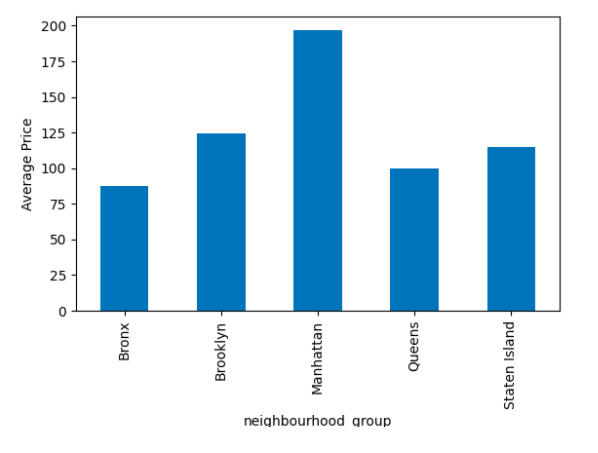 200
175
150
125
100
75
50
25
0
Average Price
Bronx
Brooklyn
Manhattan
Queens
Staten Island
neighbourhood_group